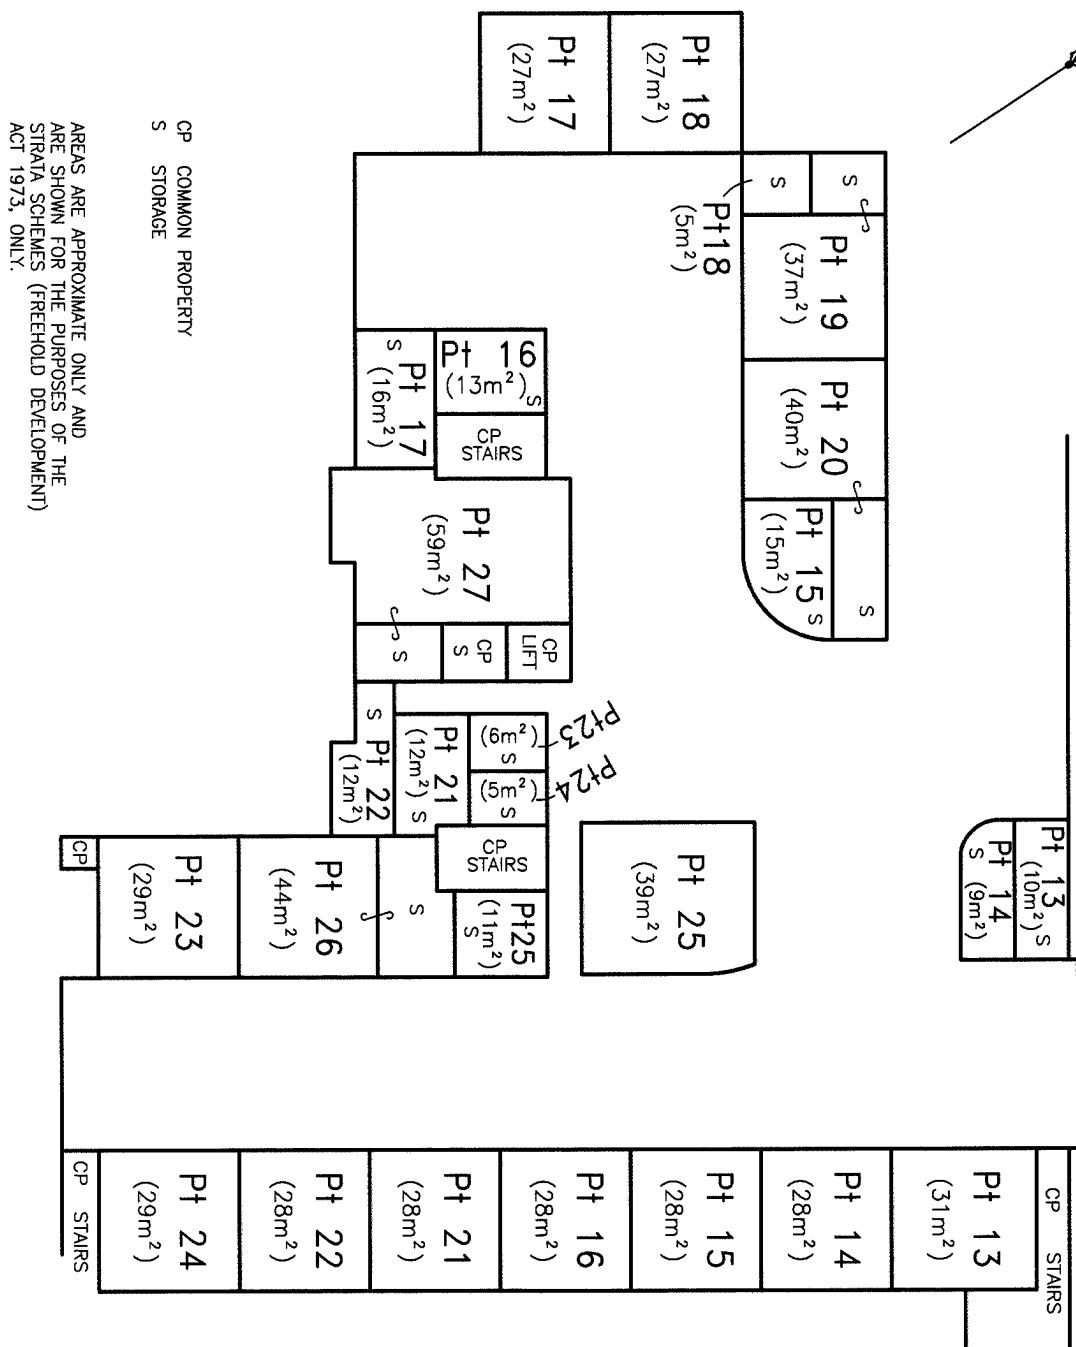 Pt 17
(27m²)
Pt 18
(27m²)
S
S
Pt18
(5m²)
Pt 19
(37m²)
Pt 20
(40m²)
Pt 15
(15m²)
S
S
CP COMMON PROPERTY
S STORAGE
AREAS ARE APPROXIMATE ONLY AND
ARE SHOWN FOR THE PURPOSES OF THE
STRATA SCHEMES (FREEHOLD DEVELOPMENT)
ACT 1973, ONLY.
S
Pt 17
(16m²)
Pt 16
(13m²)
S
CP
STAIRS
Pt 27
(59m²)
S
CP
S
CP
LIFT
S
Pt 22
(12m²)
Pt 21
(12m²)
S
(6m²)
S
Pt23
(5m²)
S
Pt24
CP
STAIRS
CP
Pt 23
(29m²)
Pt 26
(44m²)
S
Pt25
(11m²)
S
Pt 25
(39m²)
Pt 13
(10m²)
S
Pt 14
(9m²)
S
CP STAIRS
Pt 24
(29m²)
Pt 22
(28m²)
Pt 21
(28m²)
Pt 16
(28m²)
Pt 15
(28m²)
Pt 14
(28m²)
Pt 13
(31m²)
CP STAIRS